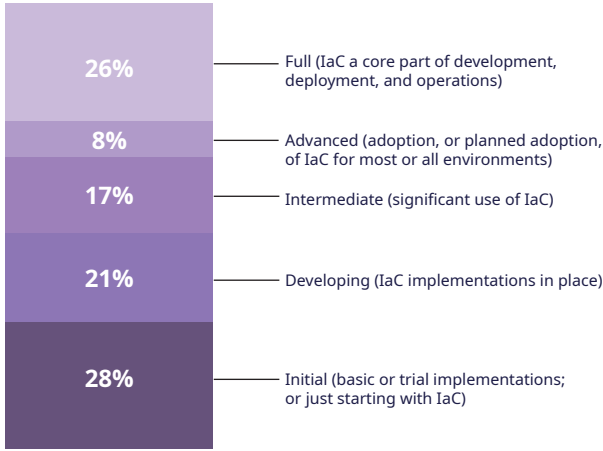 26%
Full (IaC a core part of development,
deployment, and operations)
8%
Advanced (adoption, or planned adoption,
of IaC for most or all environments)
17%
Intermediate (significant use of IaC)
21%
Developing (IaC implementations in place)
28%
Initial (basic or trial implementations;
or just starting with IaC)